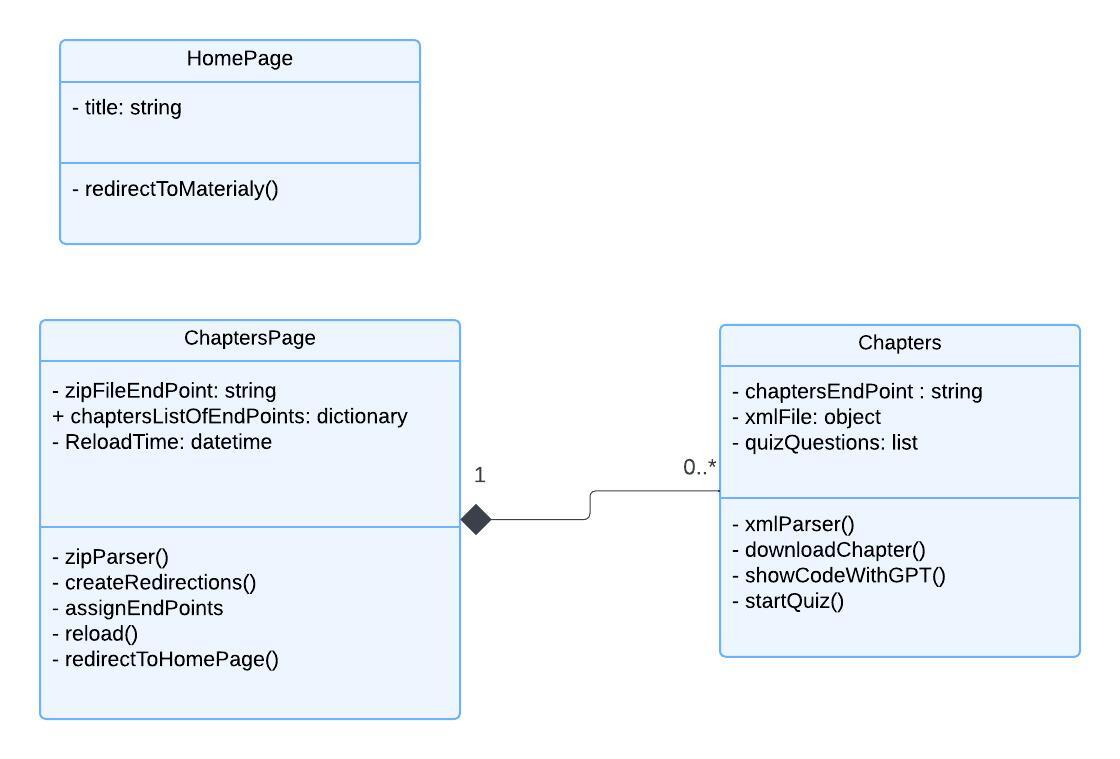 HomePage
- title: string
- redirectToMaterialy()
ChaptersPage
- zipFileEndPoint: string
+ chaptersListOfEndPoints: dictionary
- ReloadTime: datetime
- zipParser()
- createRedirections()
- assignEndPoints
- reload()
- redirectToHomePage()
1
0..*
Chapters
- chaptersEndPoint : string
- xmlFile: object
- quizQuestions: list
- xmlParser()
- downloadChapter()
- showCodeWithGPT()
- startQuiz()